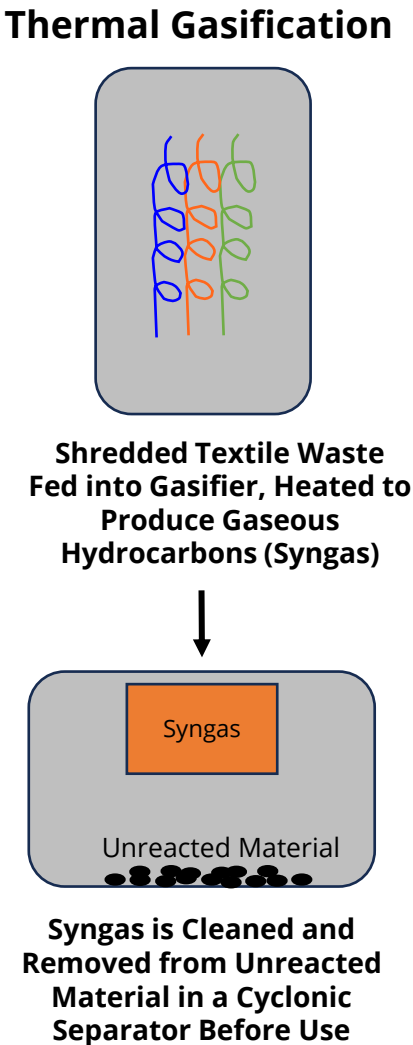 Thermal Gasification
Shredded Textile Waste
Fed into Gasifier, Heated to
Produce Gaseous
Hydrocarbons (Syngas)
Syngas
Unreacted Material
Syngas is Cleaned and
Removed from Unreacted
Material in a Cyclonic
Separator Before Use